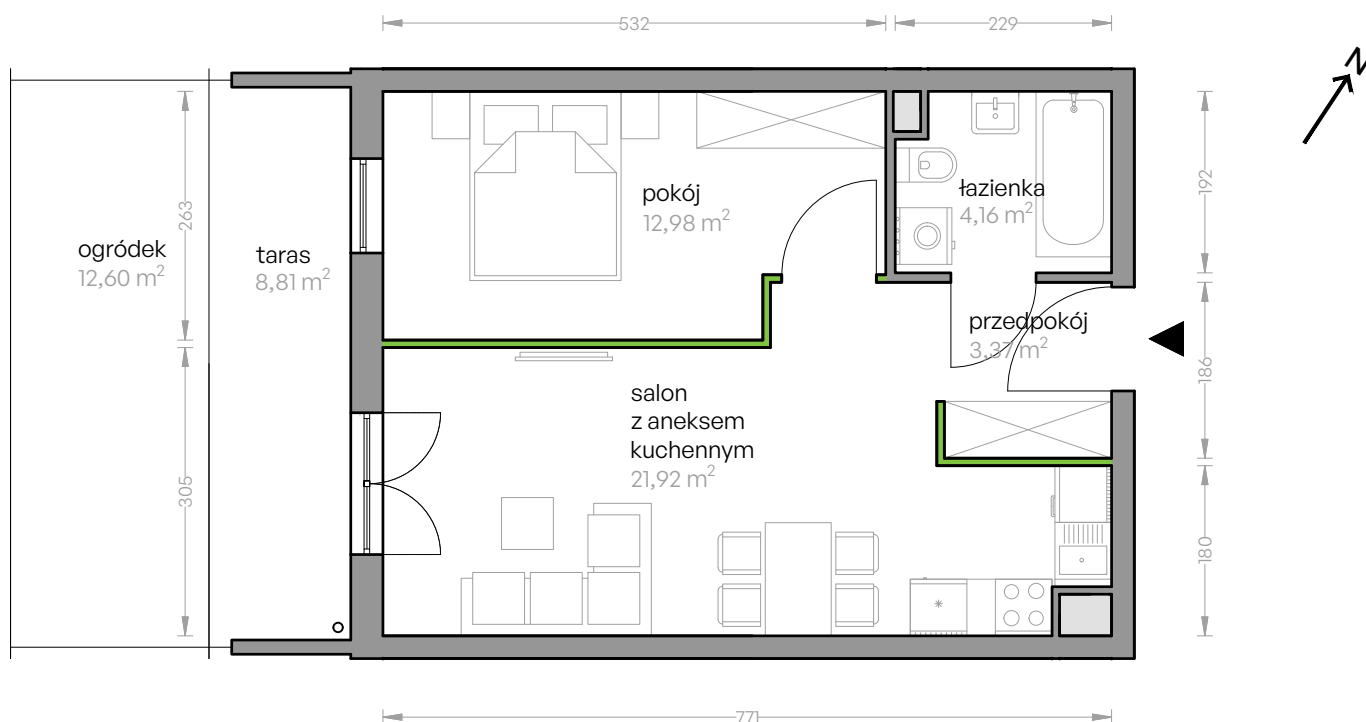 532
229
N
pokój
12,98 m²
łazienka
4,16 m²
192
263
ogródek
12,60 m²
taras
8,81 m²
przedpokój
3,37 m²
186
salon
z aneksem
kuchennym
21,92 m²
305
180
771